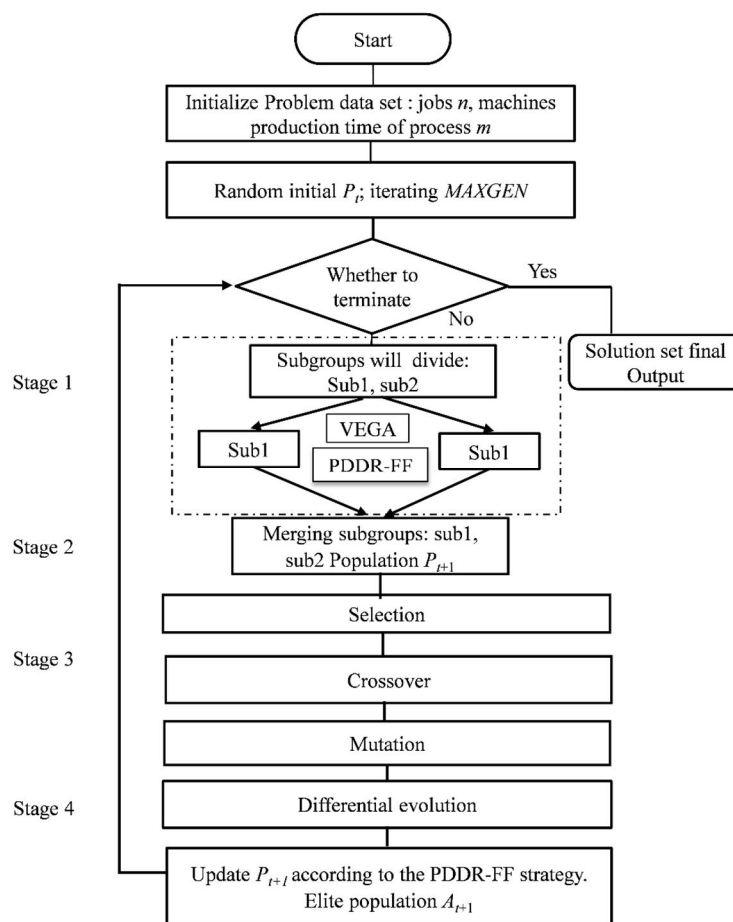 Start
Initialize Problem data set : jobs n, machines
production time of process m
Random initial Pt; iterating MAXGEN
Whether to
terminate
Yes
No
Solution set final
Output
Stage 1
Subgroups will divide:
Sub1, sub2
VEGA
Sub1
Sub1
PDDR-FF
Stage 2
Merging subgroups: sub1,
sub2 Population Pt+1
Selection
Stage 3
Crossover
Mutation
Stage 4
Differential evolution
Update Pt+1 according to the PDDR-FF strategy.
Elite population At+1